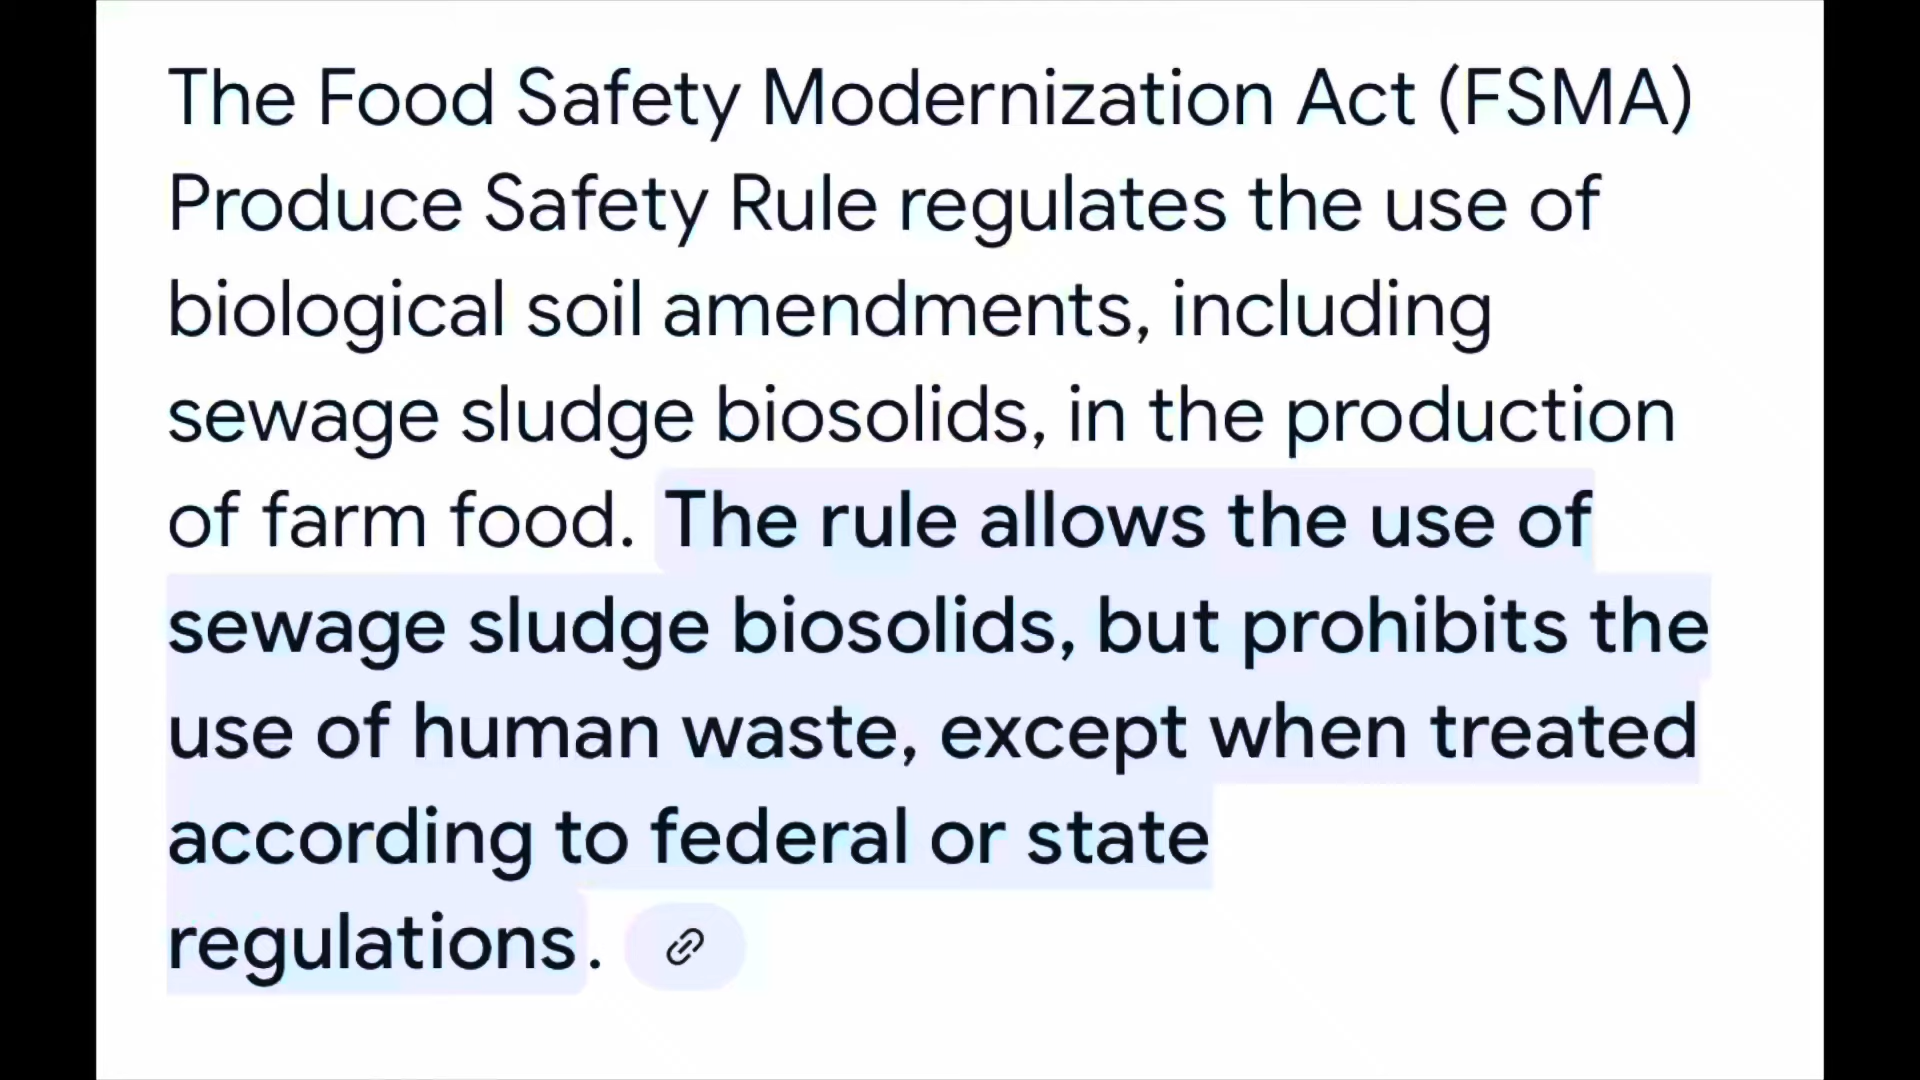 The Food Safety Modernization Act (FSMA)
Produce Safety Rule regulates the use of
biological soil amendments, including
sewage sludge biosolids, in the production
of farm food. The rule allows the use of
sewage sludge biosolids, but prohibits the
use of human waste, except when treated
according to federal or state
regulations.